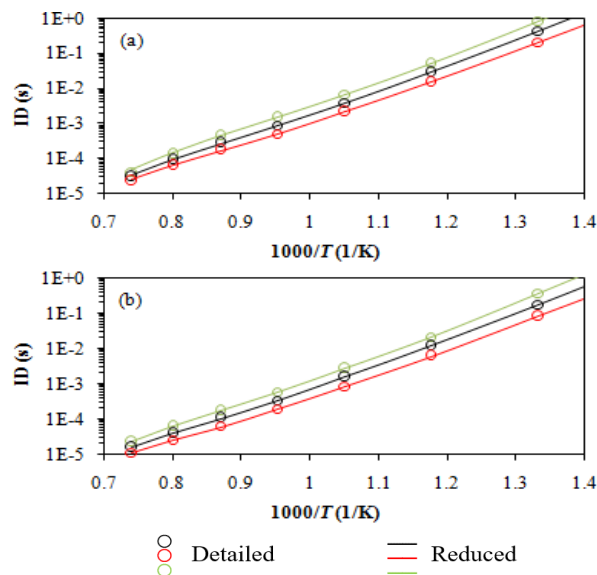 1E+0
(a)
1E-1
1E-2
1E-3
1E-4
1E-5
ID (s)
0.7 0.8 0.9 1 1.1 1.2 1.3 1.4
1000/T (1/K)
1E+0
(b)
1E-1
1E-2
1E-3
1E-4
1E-5
ID (s)
0.7 0.8 0.9 1 1.1 1.2 1.3 1.4
1000/T (1/K)
Detailed Reduced